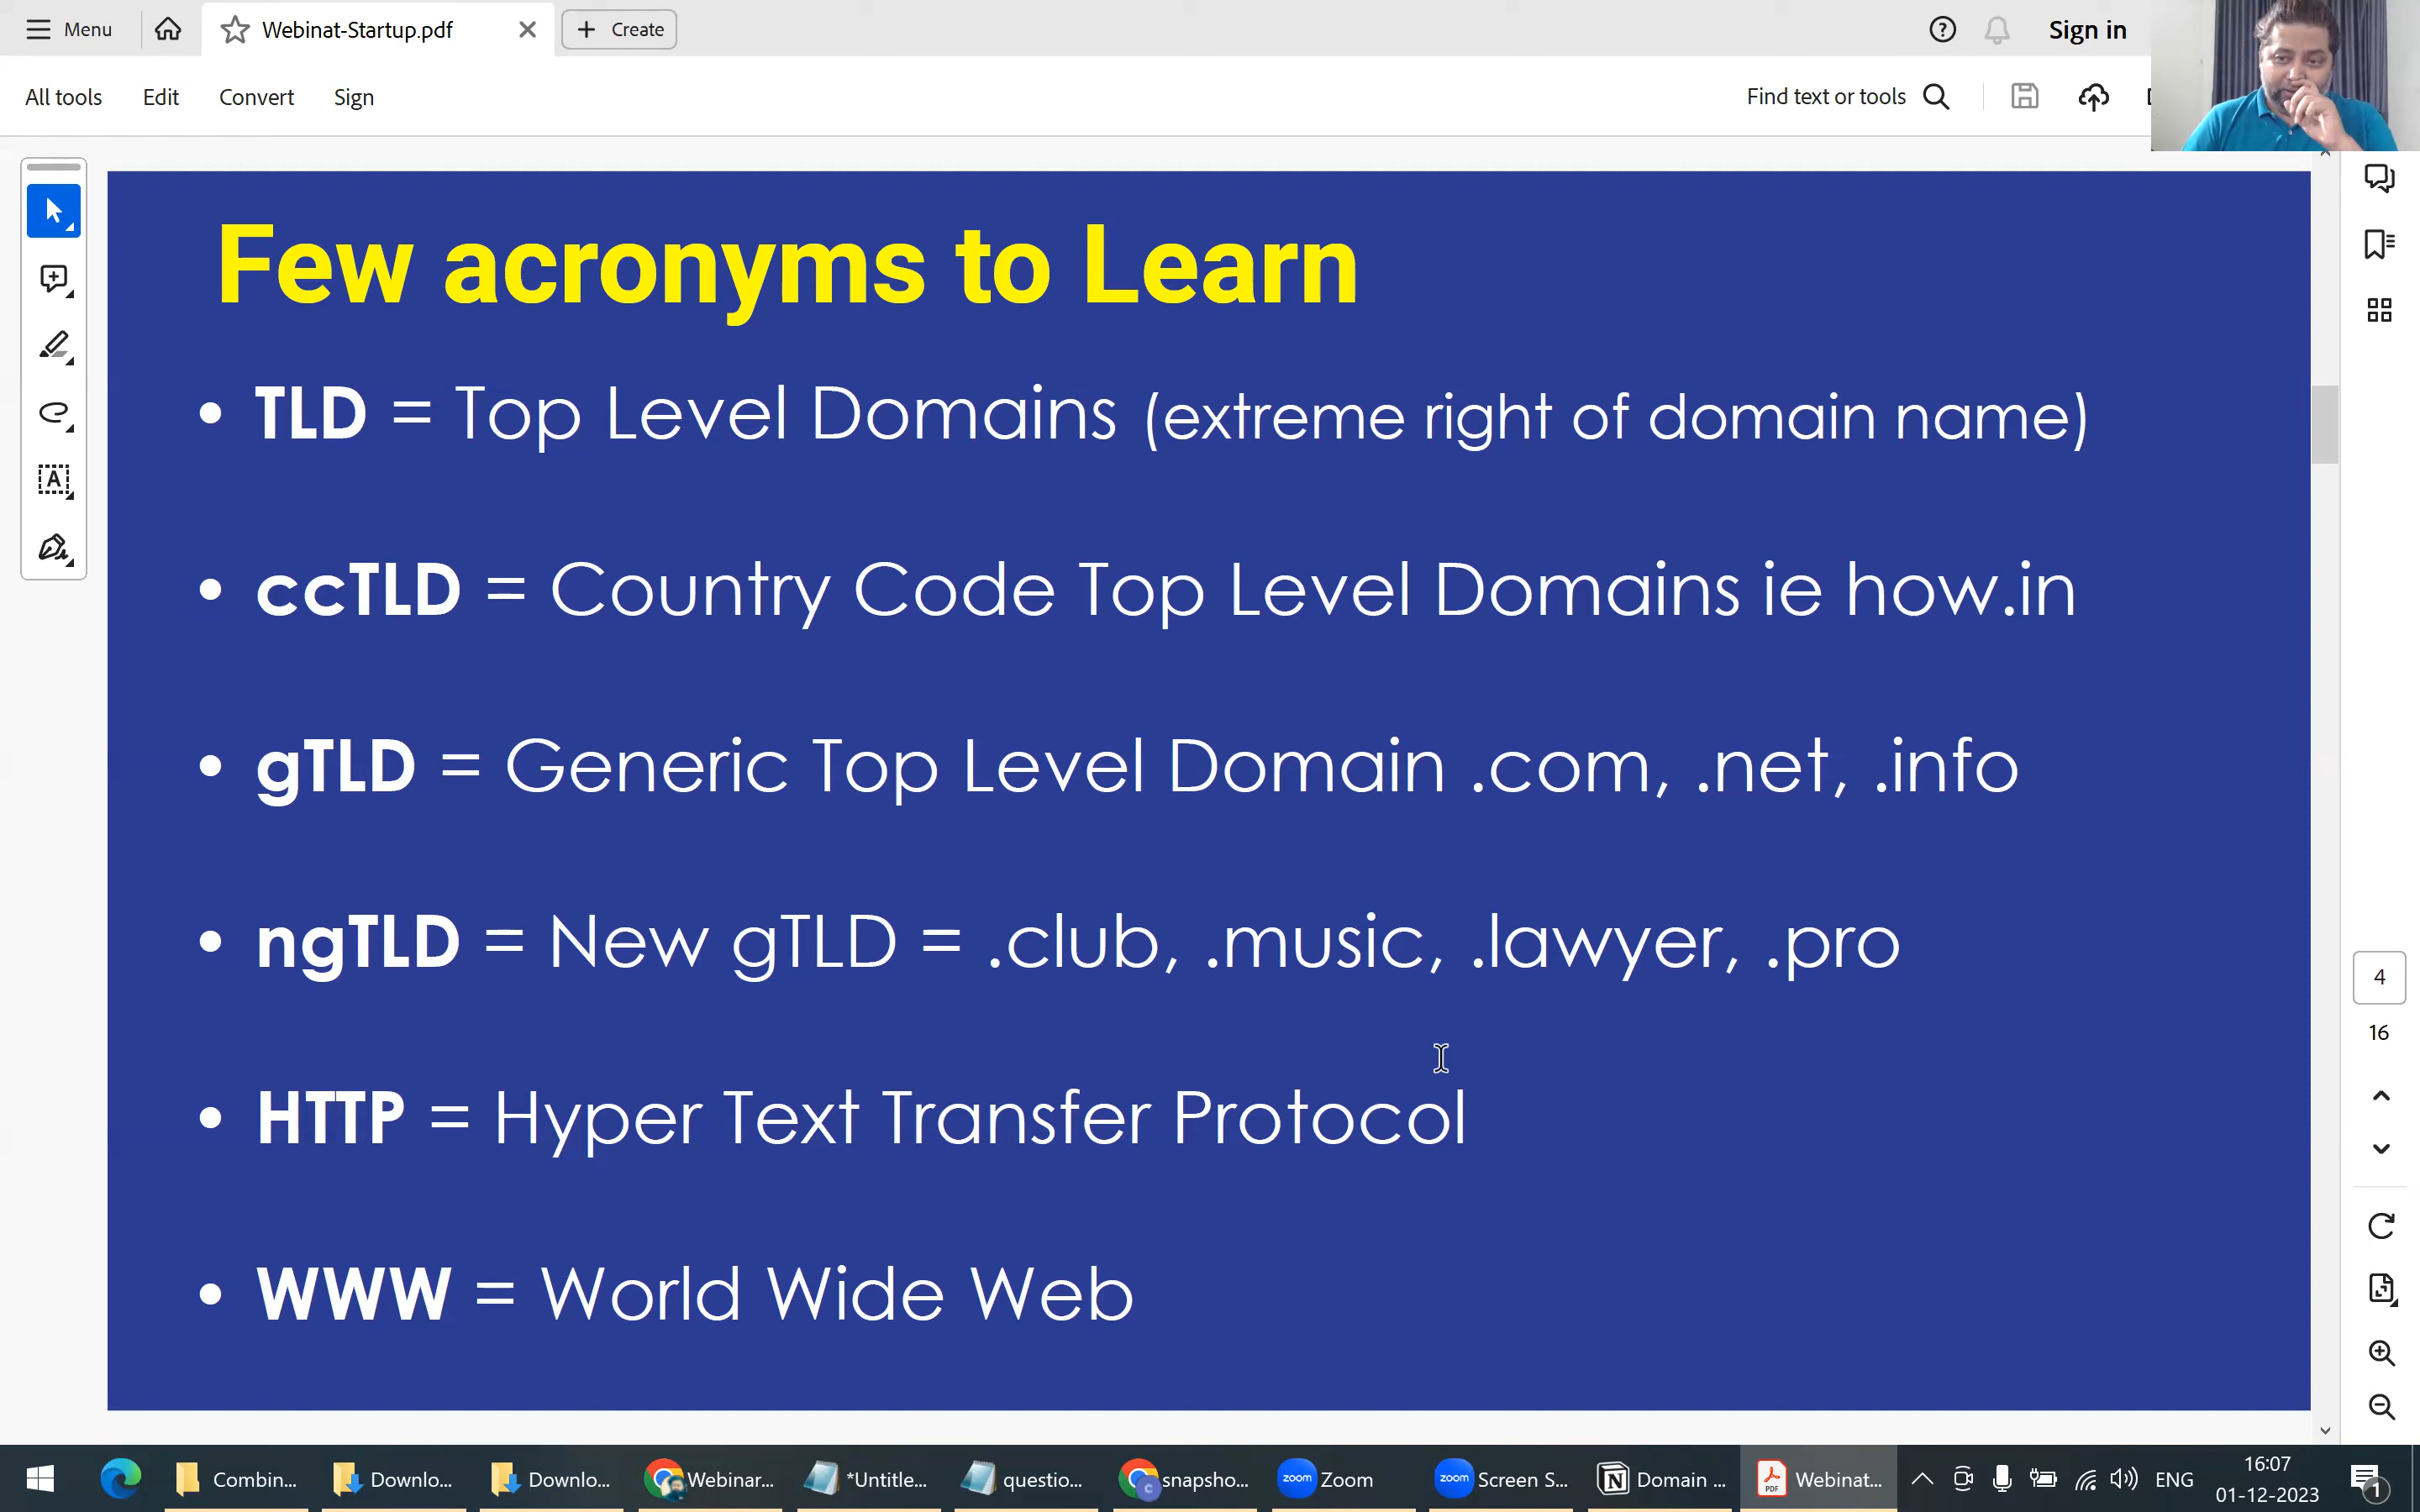 Menu
Webinat-Startup.pdf
Create
Sign in
All tools
Edit
Convert
Sign
Find text or tools
Few acronyms to Learn
• TLD = Top Level Domains (extreme right of domain name)
• ccTLD = Country Code Top Level Domains ie how.in
• gTLD = Generic Top Level Domain .com, .net, .info
• ngTLD = New gTLD = .club, .music, .lawyer, .pro
• HTTP = Hyper Text Transfer Protocol
• WWW = World Wide Web
4
16
Combin...
Downlo...
Downlo...
Webinar...
*Untitle...
questio...
snapsho...
zoom Zoom
zoom Screen S...
Domain ...
Webinat...
ENG
16:07
01-12-2023
1